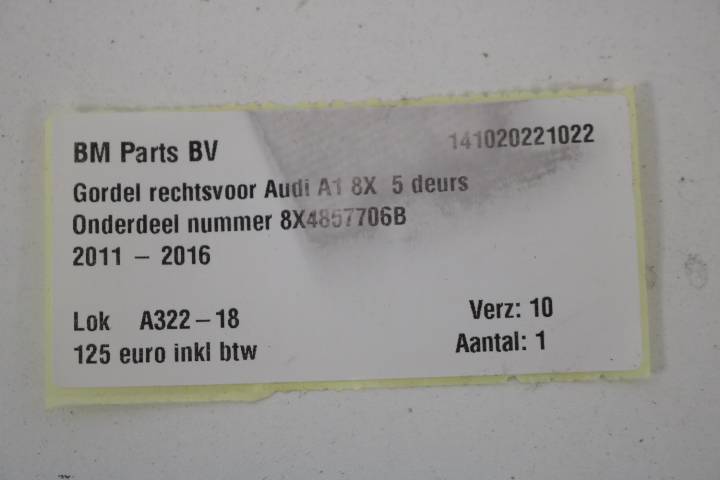 BM Parts BV 141020221022
Gordel rechtsvoor Audi A1 8X 5 deurs
Onderdeel nummer 8X4857706B
2011 – 2016
Lok A322–18 Verz: 10
125 euro inkl btw Aantal: 1